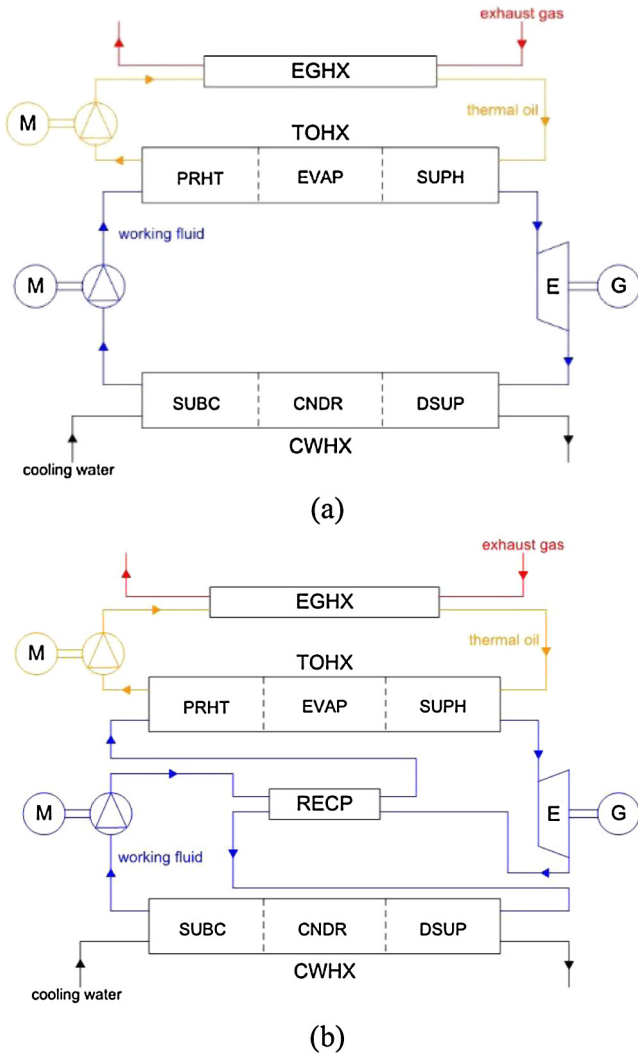 exhaust gas
EGHX
thermal oil
M
TOHX
PRHT EVAP SUPH
working fluid
M
E G
SUBC CNDR DSUP
CWHX
cooling water
(a)
exhaust gas
EGHX
thermal oil
M
TOHX
PRHT EVAP SUPH
M
RECP
E G
working fluid
SUBC CNDR DSUP
CWHX
cooling water
(b)